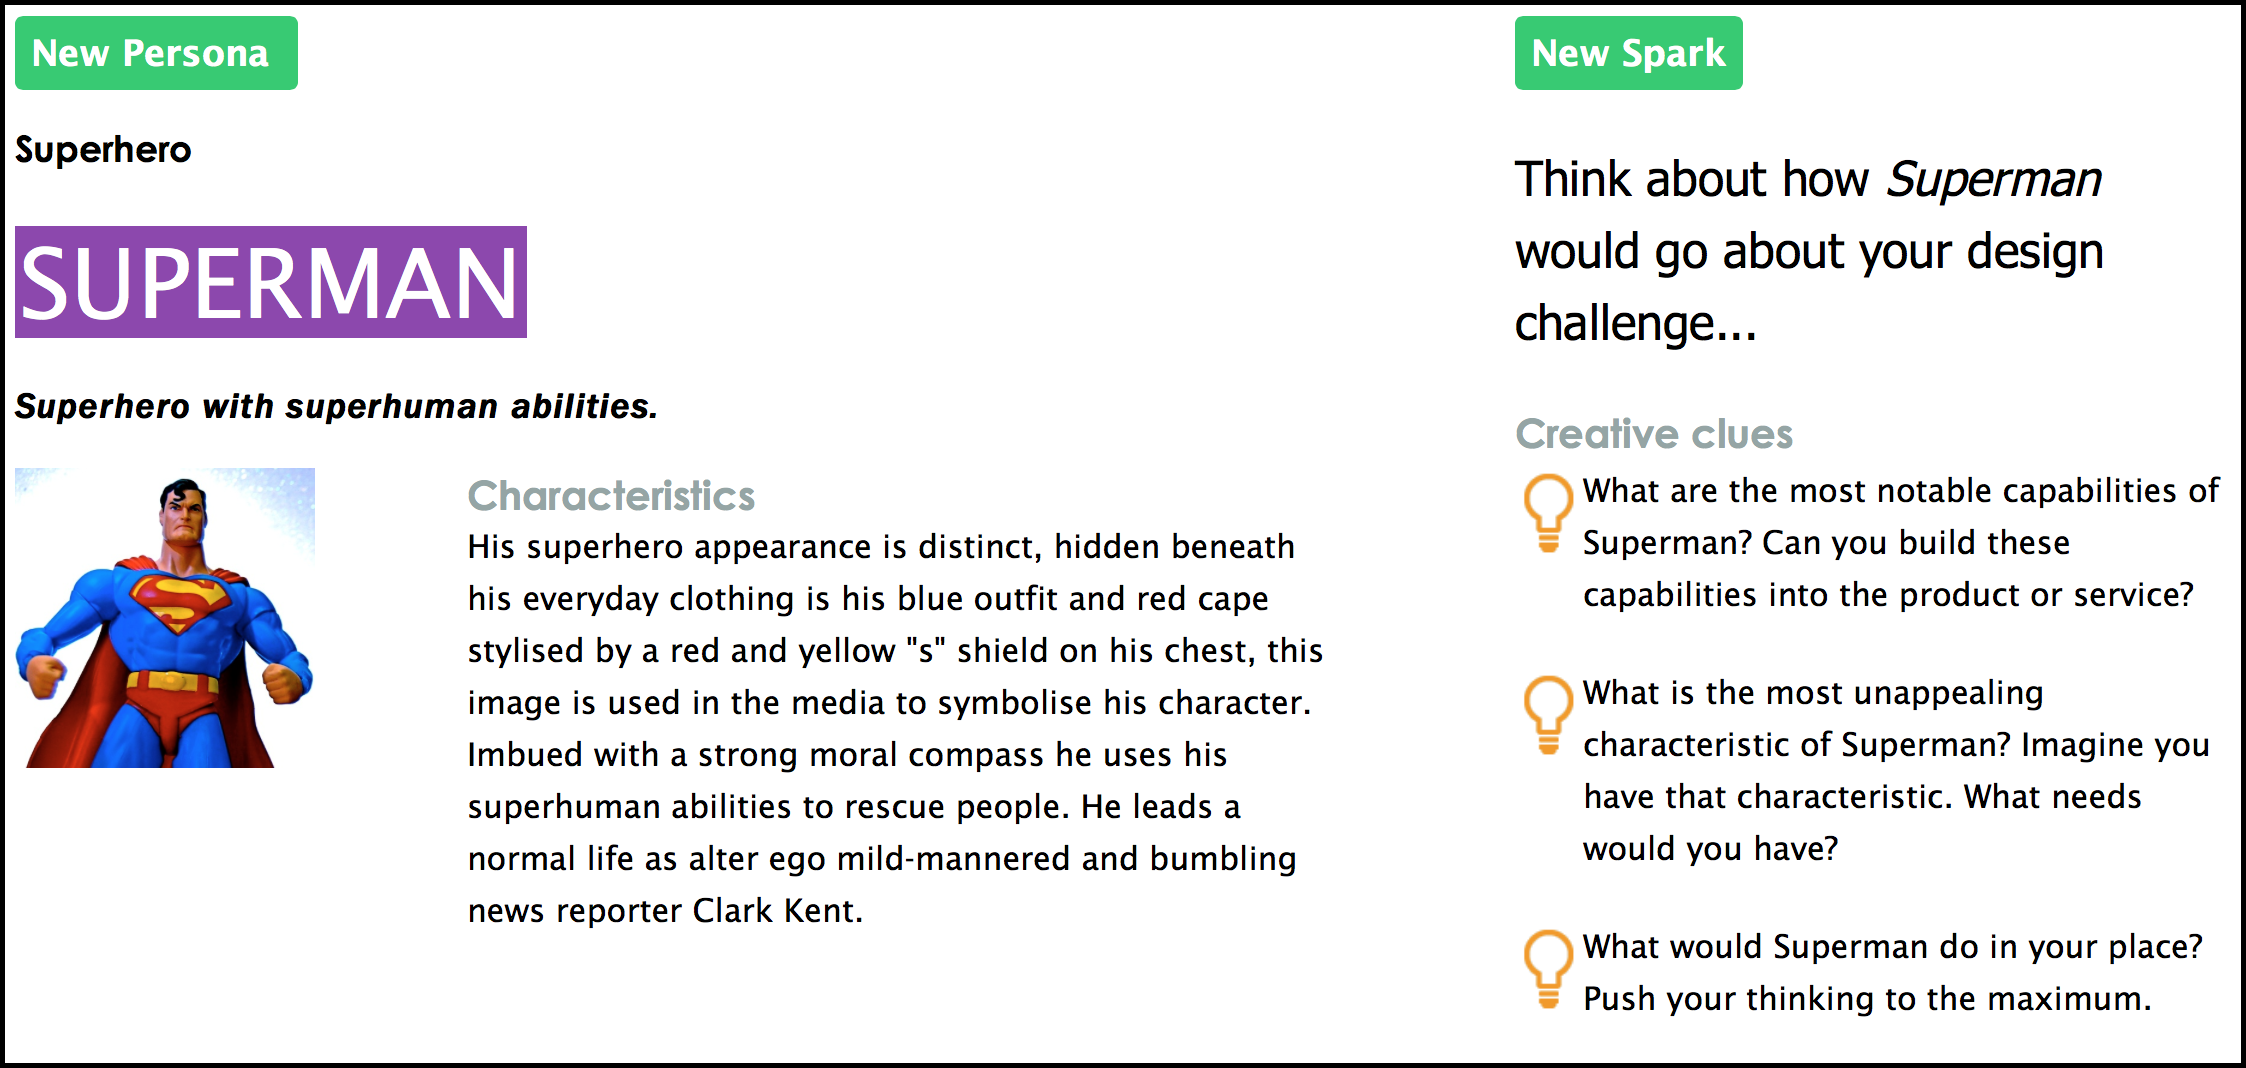 New Persona
Superhero
SUPERMAN
Superhero with superhuman abilities.
Characteristics
His superhero appearance is distinct, hidden beneath
his everyday clothing is his blue outfit and red cape
stylised by a red and yellow "s" shield on his chest, this
image is used in the media to symbolise his character.
Imbued with a strong moral compass he uses his
superhuman abilities to rescue people. He leads a
normal life as alter ego mild-mannered and bumbling
news reporter Clark Kent.
New Spark
Think about how Superman
would go about your design
challenge...
Creative clues
What are the most notable capabilities of
Superman? Can you build these
capabilities into the product or service?
What is the most unappealing
characteristic of Superman? Imagine you
have that characteristic. What needs
would you have?
What would Superman do in your place?
Push your thinking to the maximum.